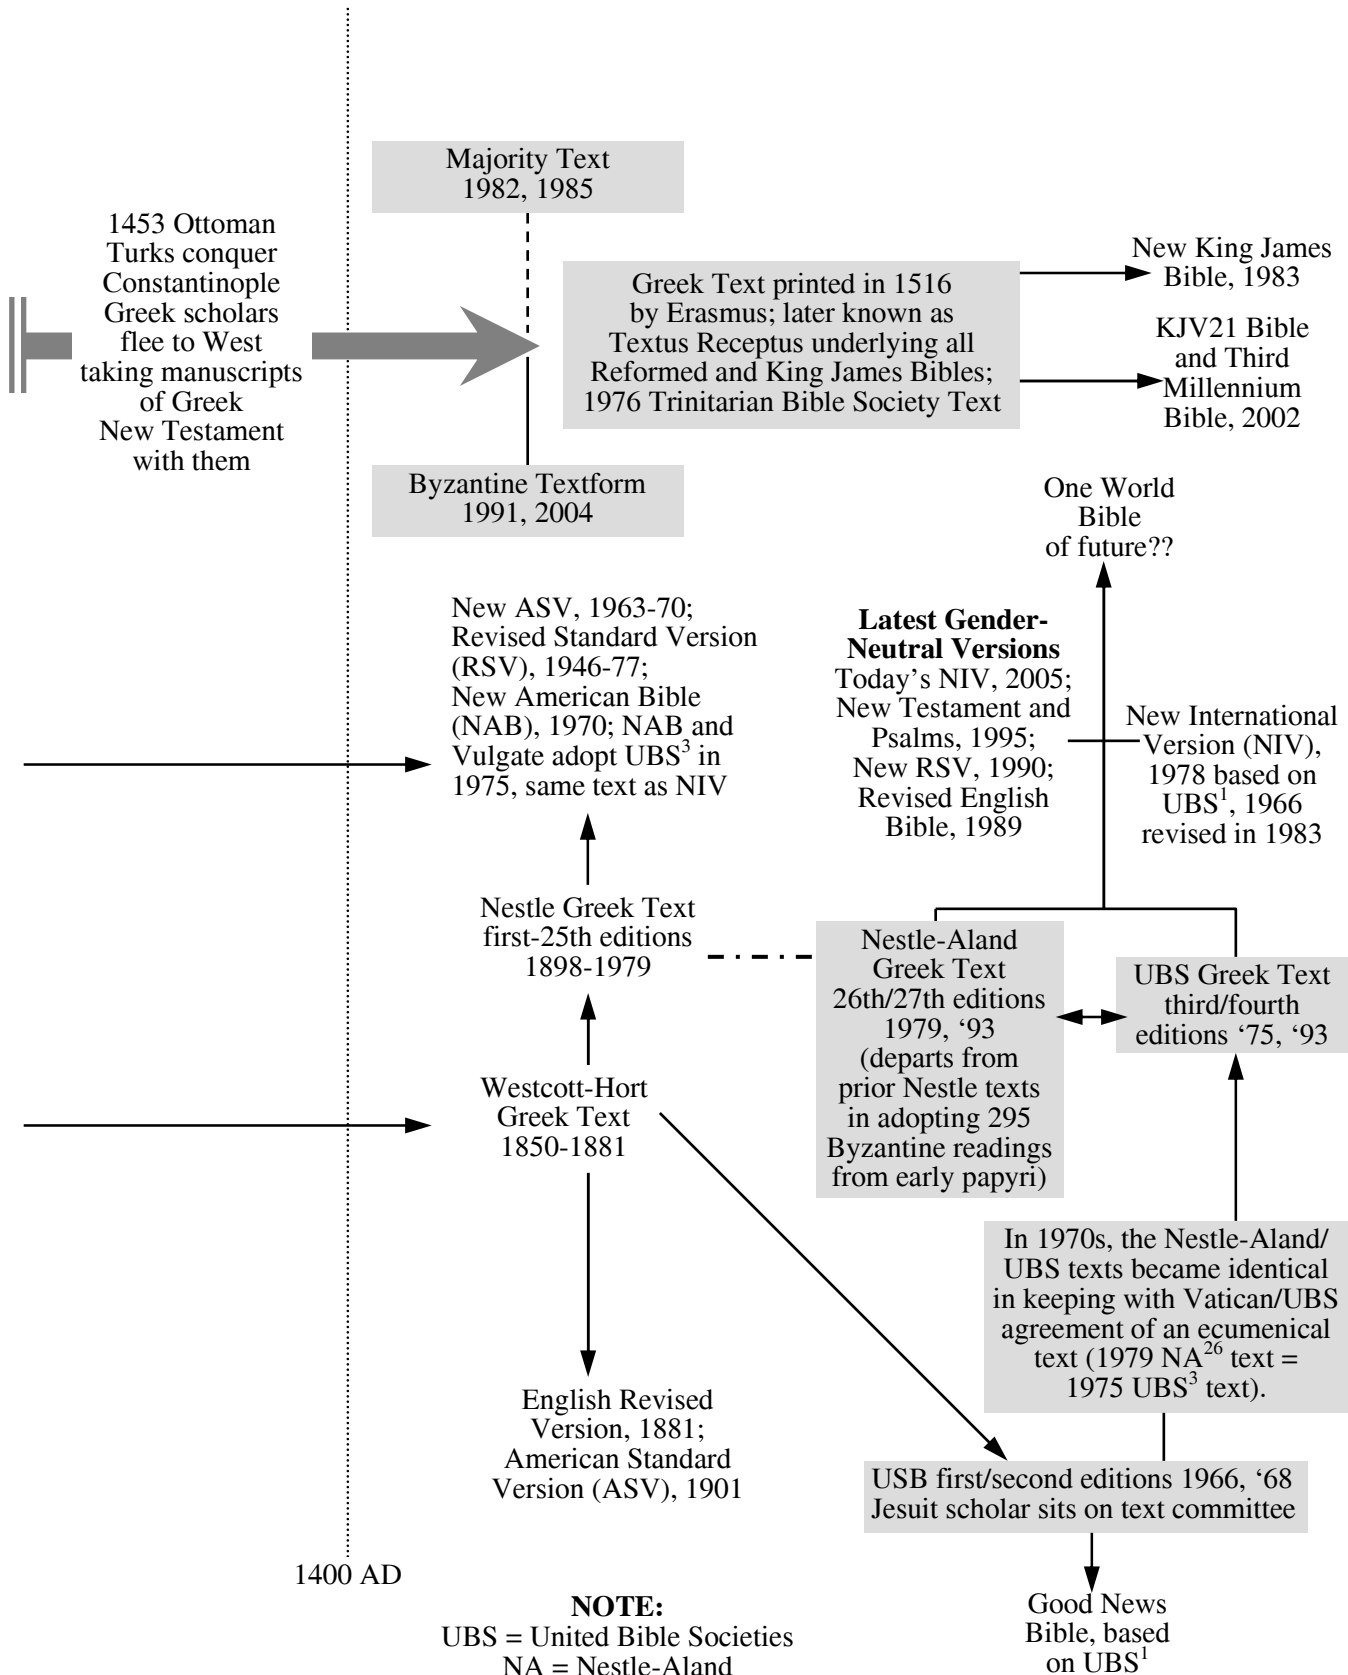 Majority Text
1982, 1985
1453 Ottoman
Turks conquer
Constantinople
Greek scholars
flee to West
taking manuscripts
of Greek
New Testament
with them
Greek Text printed in 1516
by Erasmus; later known as
Textus Receptus underlying all
Reformed and King James Bibles;
1976 Trinitarian Bible Society Text
New King James
Bible, 1983
KJV21 Bible
and Third
Millennium
Bible, 2002
Byzantine Textform
1991, 2004
One World
Bible
of future??
New ASV, 1963-70;
Revised Standard Version
(RSV), 1946-77;
New American Bible
(NAB), 1970; NAB and
Vulgate adopt UBS³ in
1975, same text as NIV
Latest Gender-
Neutral Versions
Today’s NIV, 2005;
New Testament and
Psalms, 1995;
New RSV, 1990;
Revised English
Bible, 1989
New International
Version (NIV),
1978 based on
UBS¹, 1966
revised in 1983
Nestle Greek Text
first-25th editions
1898-1979
Nestle-Aland
Greek Text
26th/27th editions
1979, ‘93
(departs from
prior Nestle texts
in adopting 295
Byzantine readings
from early papyri)
UBS Greek Text
third/fourth
editions ‘75, ‘93
Westcott-Hort
Greek Text
1850-1881
In 1970s, the Nestle-Aland/
UBS texts became identical
in keeping with Vatican/UBS
agreement of an ecumenical
text (1979 NA²⁶ text =
1975 UBS³ text).
English Revised
Version, 1881;
American Standard
Version (ASV), 1901
USB first/second editions 1966, ‘68
Jesuit scholar sits on text committee
1400 AD
NOTE:
UBS = United Bible Societies
NA = Nestle-Aland
Good News
Bible, based
on UBS¹